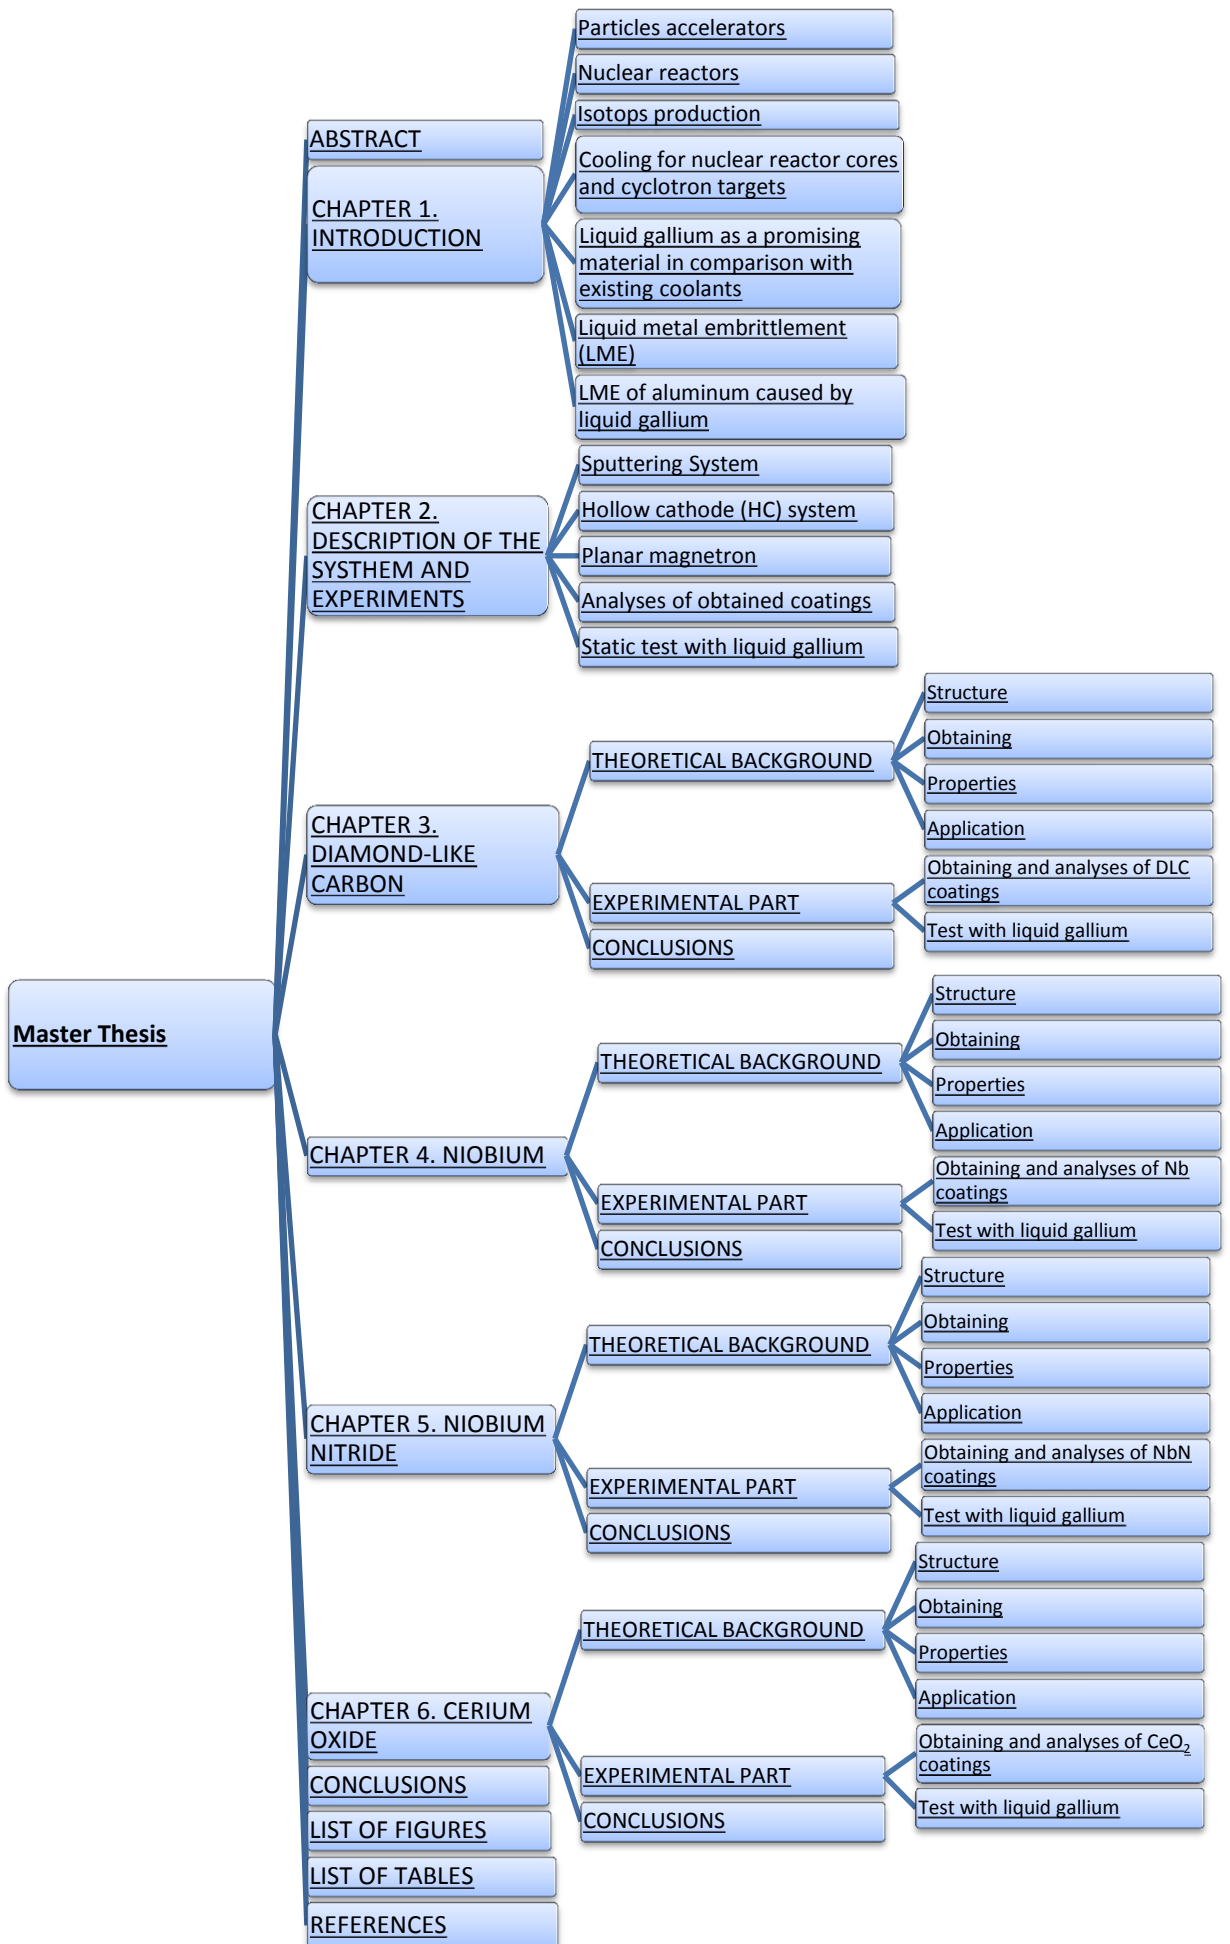 Master Thesis
ABSTRACT
CHAPTER 1.
INTRODUCTION
Particles accelerators
Nuclear reactors
Isotops production
Cooling for nuclear reactor cores
and cyclotron targets
Liquid gallium as a promising
material in comparison with
existing coolants
Liquid metal embrittlement
(LME)
LME of aluminum caused by
liquid gallium
CHAPTER 2.
DESCRIPTION OF THE
SYSTHEM AND
EXPERIMENTS
Sputtering System
Hollow cathode (HC) system
Planar magnetron
Analyses of obtained coatings
Static test with liquid gallium
CHAPTER 3.
DIAMOND-LIKE
CARBON
THEORETICAL BACKGROUND
Structure
Obtaining
Properties
Application
EXPERIMENTAL PART
Obtaining and analyses of DLC
coatings
Test with liquid gallium
CONCLUSIONS
CHAPTER 4. NIOBIUM
THEORETICAL BACKGROUND
Structure
Obtaining
Properties
Application
EXPERIMENTAL PART
Obtaining and analyses of Nb
coatings
Test with liquid gallium
CONCLUSIONS
CHAPTER 5. NIOBIUM
NITRIDE
THEORETICAL BACKGROUND
Structure
Obtaining
Properties
Application
EXPERIMENTAL PART
Obtaining and analyses of NbN
coatings
Test with liquid gallium
CONCLUSIONS
CHAPTER 6. CERIUM
OXIDE
THEORETICAL BACKGROUND
Structure
Obtaining
Properties
Application
EXPERIMENTAL PART
Obtaining and analyses of CeO₂
coatings
Test with liquid gallium
CONCLUSIONS
CONCLUSIONS
LIST OF FIGURES
LIST OF TABLES
REFERENCES